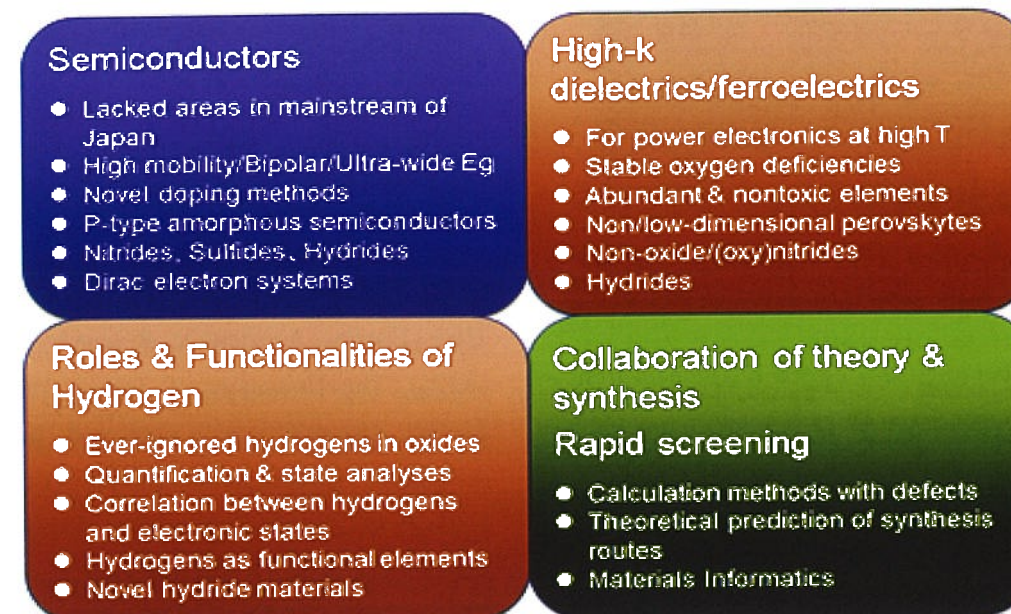 Semiconductors
● Lacked areas in mainstream of
Japan
● High mobility/Bipolar/Ultra-wide Eg
● Novel doping methods
● P-type amorphous semiconductors
● Nitrides, Sulfides、Hydrides
● Dirac electron systems
High-k
dielectrics/ferroelectrics
● For power electronics at high T
● Stable oxygen deficiencies
● Abundant & nontoxic elements
● Non/low-dimensional perovskytes
● Non-oxide/(oxy)nitrides
● Hydrides
Roles & Functionalities of
Hydrogen
● Ever-ignored hydrogens in oxides
● Quantification & state analyses
● Correlation between hydrogens
and electronic states
● Hydrogens as functional elements
● Novel hydride materials
Collaboration of theory &
synthesis
Rapid screening
● Calculation methods with defects
● Theoretical prediction of synthesis
routes
● Materials Informatics